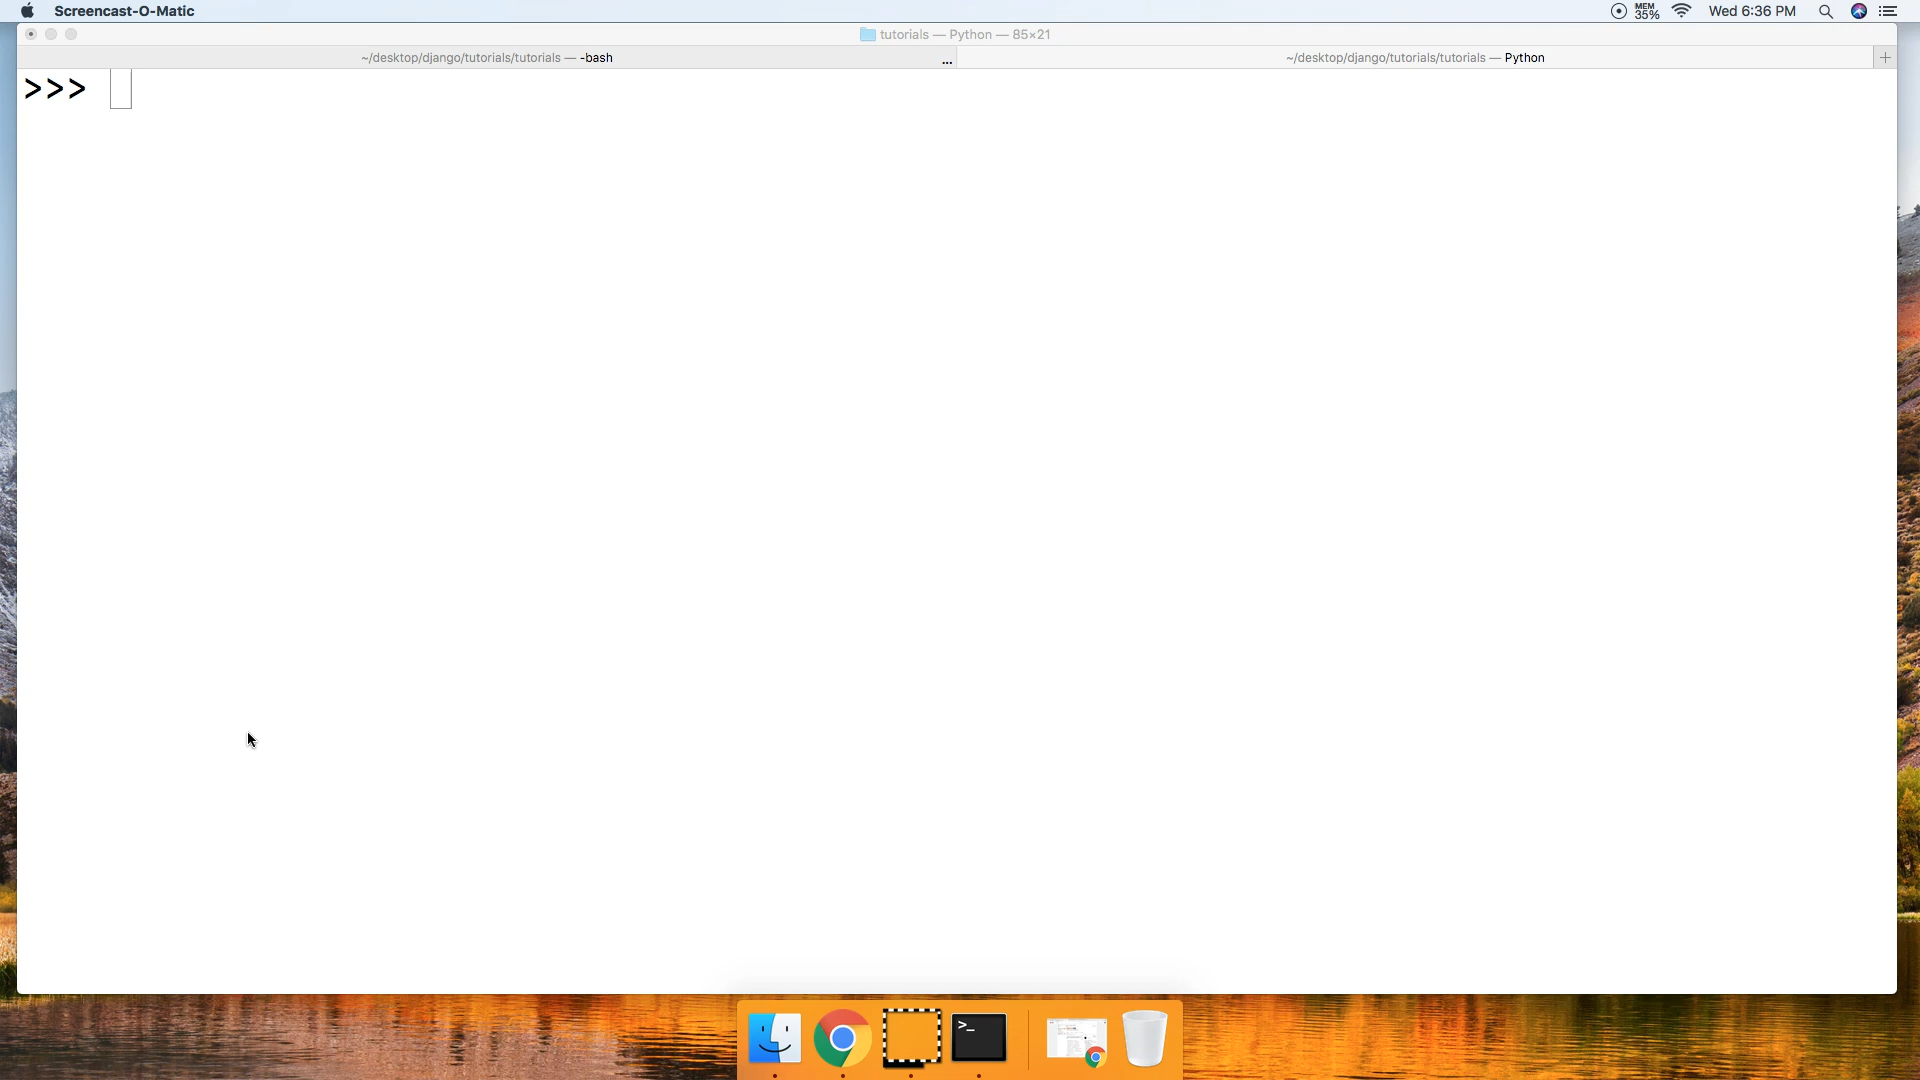 Screencast-O-Matic
MEM
35%
Wed 6:36 PM
tutorials — Python — 85×21
~/desktop/django/tutorials/tutorials — -bash
...
~/desktop/django/tutorials/tutorials — Python
+
>>>
>_